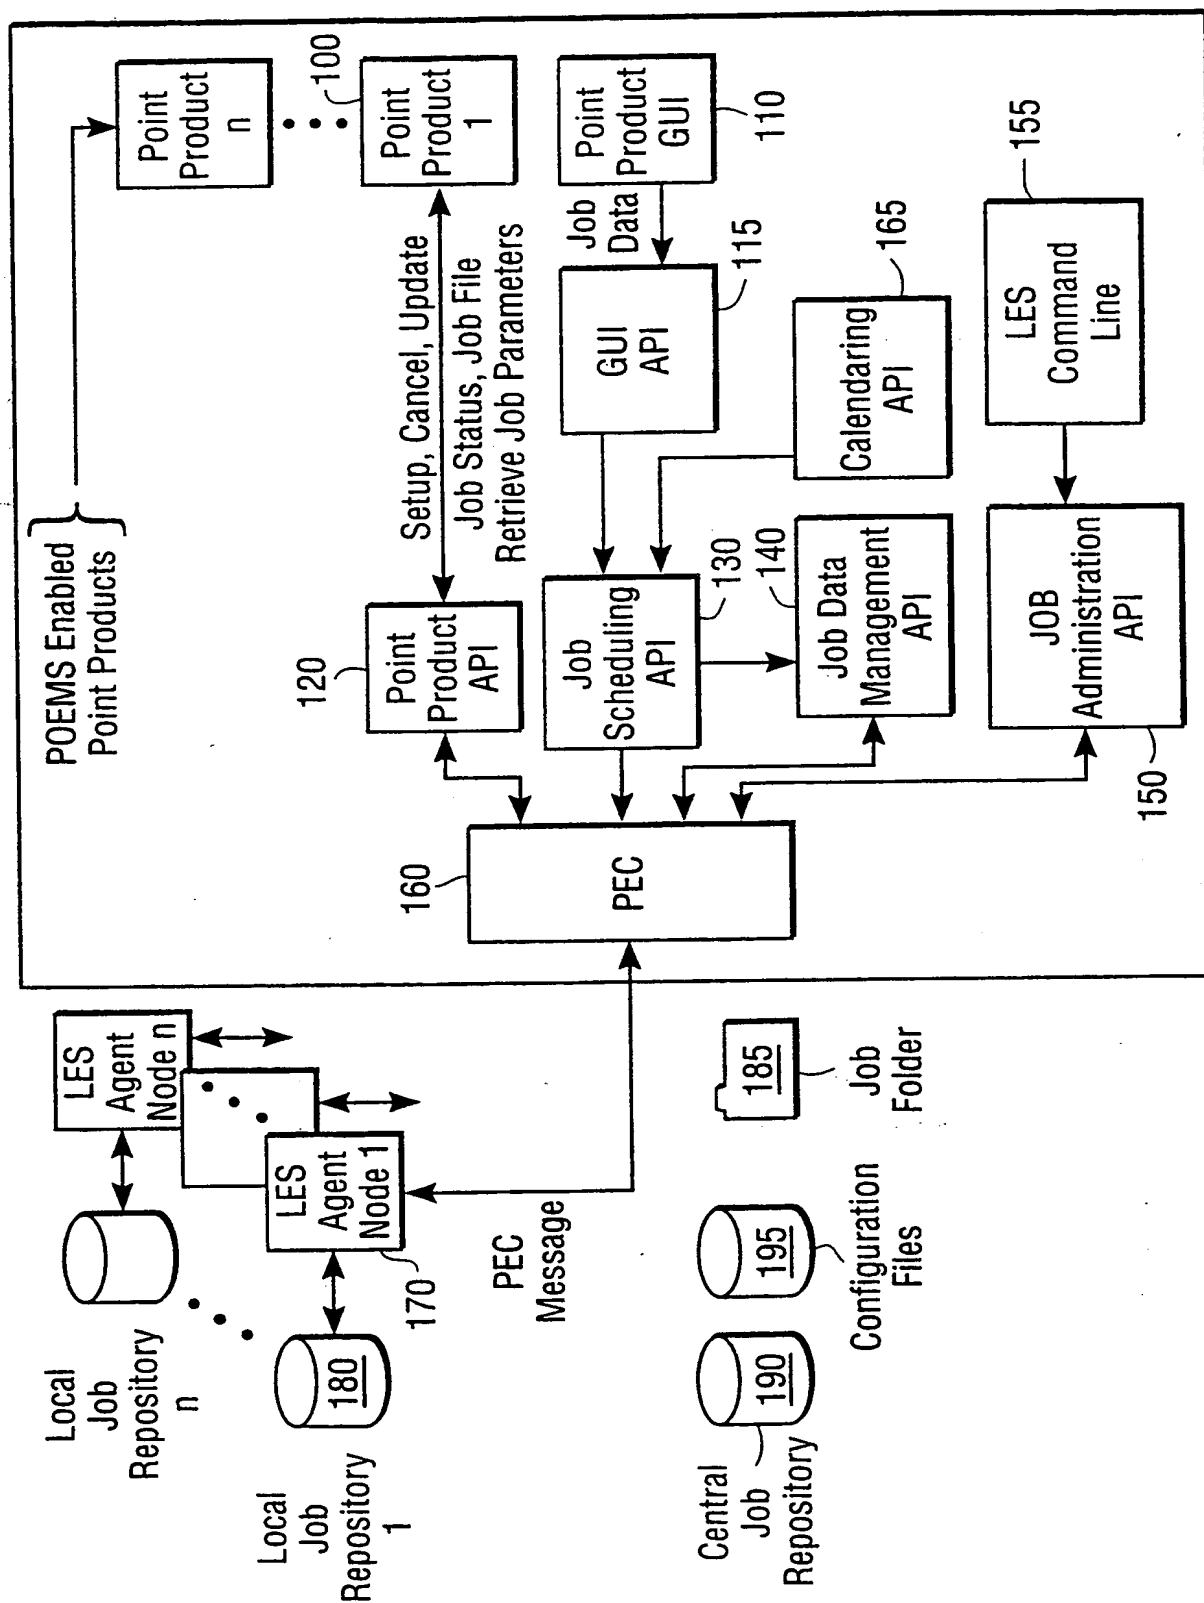 POEMS Enabled
Point Products
Point
Product
n
100
Point
Product
1
Setup, Cancel, Update
Job Status, Job File
Retrieve Job Parameters
120
Point
Product
API
Point
Product
GUI
110
Job
Data
GUI
API
115
Job
Scheduling
API
130
Calendaring
API
165
140
Job Data
Management
API
155
LES
Command
Line
JOB
Administration
API
150
160
PEC
LES
Agent
Node n
LES
Agent
Node 1
170
PEC
Message
Local
Job
Repository
n
180
Local
Job
Repository
1
185
Job
Folder
195
Configuration
Files
190
Central
Job
Repository